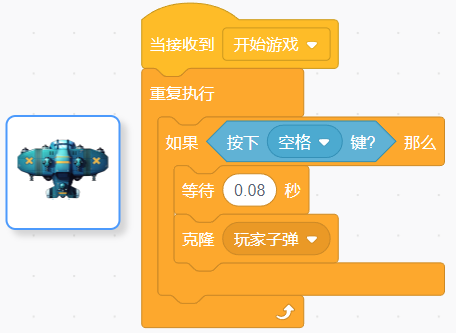 当接收到 开始游戏
重复执行
如果 按下 空格 键? 那么
等待 0.08 秒
克隆 玩家子弹